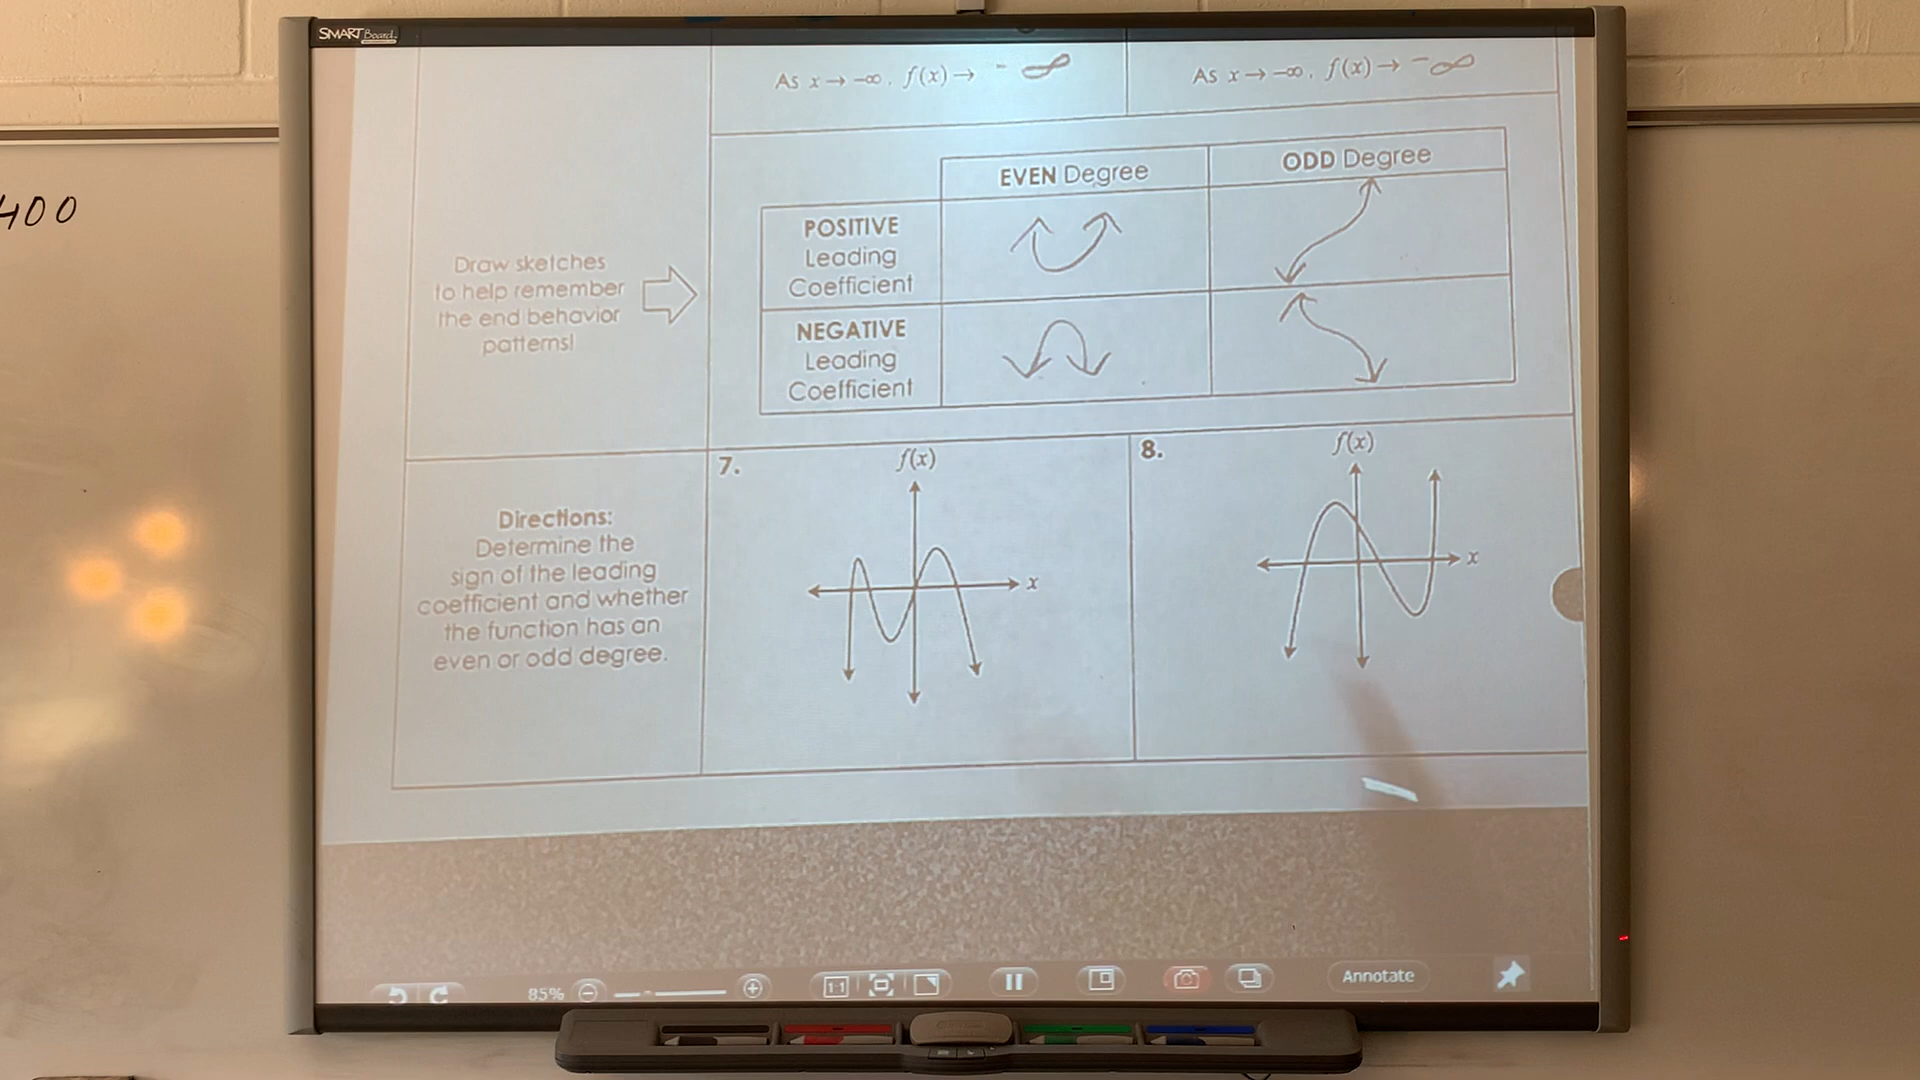 SMART Board
400
As x → -∞, f(x) → -∞
As x → -∞, f(x) → -∞
Draw sketches
to help remember
the end behavior
patterns!
EVEN Degree
ODD Degree
POSITIVE
Leading
Coefficient
NEGATIVE
Leading
Coefficient
Directions:
Determine the
sign of the leading
coefficient and whether
the function has an
even or odd degree.
7.
f(x)
x
8.
f(x)
x
85%
1:1
Annotate